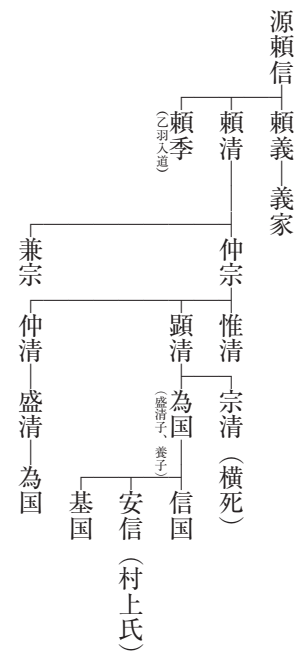 源頼信
頼義
義家
頼清
頼季
(乙羽入道)
仲宗
兼宗
惟清
顕清
仲清
盛清
為国
宗清 (横死)
為国
(盛清子、養子)
信国
安信 (村上氏)
基国